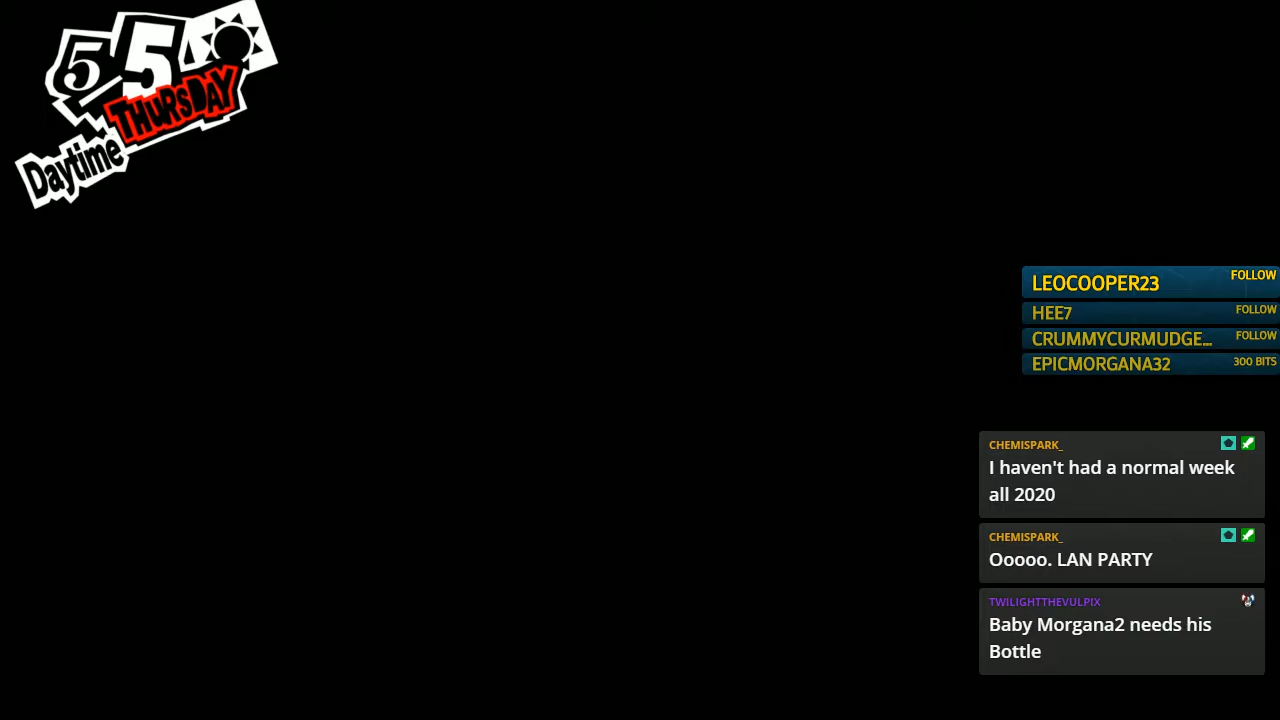 5/5
THURSDAY
Daytime
LEOCOOPER23 FOLLOW
HEE7 FOLLOW
CRUMMYCURMUDGE... FOLLOW
EPICMORGANA32 300 BITS
CHEMISPARK_
I haven't had a normal week
all 2020
CHEMISPARK_
Ooooo. LAN PARTY
TWILIGHTTHEVULPIX
Baby Morgana2 needs his
Bottle